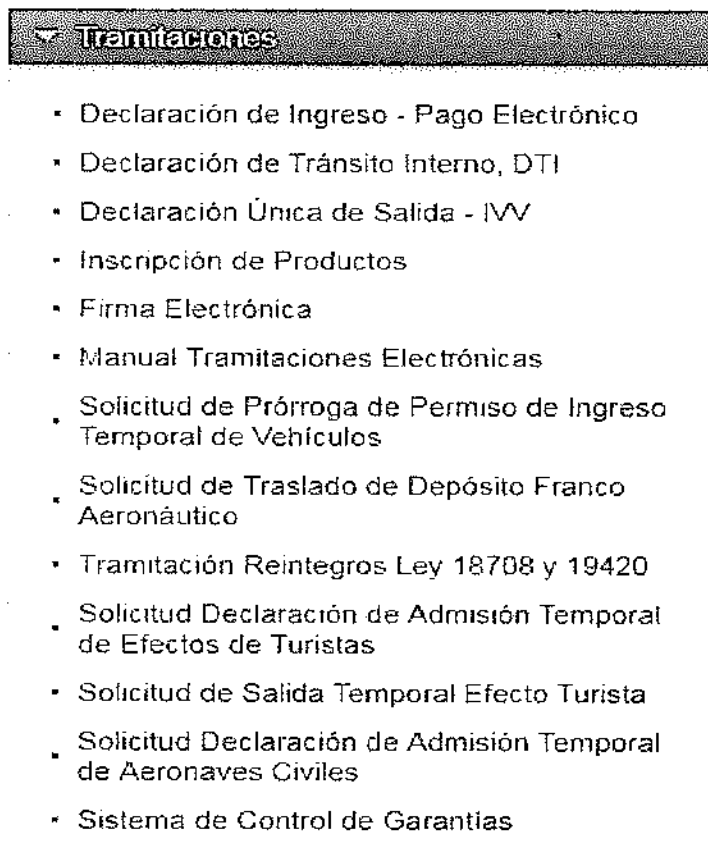 Tramitaciones
Declaración de Ingreso - Pago Electrónico
Declaración de Tránsito Interno, DTI
Declaración Única de Salida - IVV
Inscripción de Productos
Firma Electrónica
Manual Tramitaciones Electrónicas
Solicitud de Prórroga de Permiso de Ingreso
Temporal de Vehículos
Solicitud de Traslado de Depósito Franco
Aeronáutico
Tramitación Reintegros Ley 18708 y 19420
Solicitud Declaración de Admisión Temporal
de Efectos de Turistas
Solicitud de Salida Temporal Efecto Turista
Solicitud Declaración de Admisión Temporal
de Aeronaves Civiles
Sistema de Control de Garantías